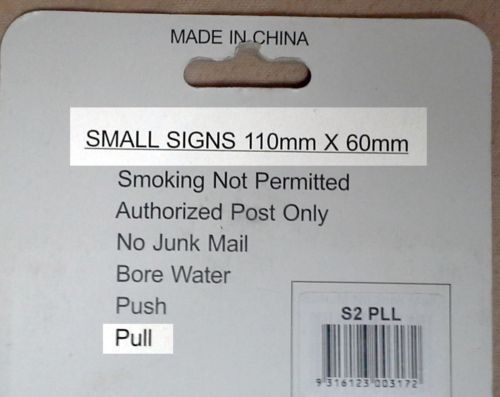 MADE IN CHINA
SMALL SIGNS 110mm X 60mm
Smoking Not Permitted
Authorized Post Only
No Junk Mail
Bore Water
Push
Pull
S2 PLL
9 316123 003172